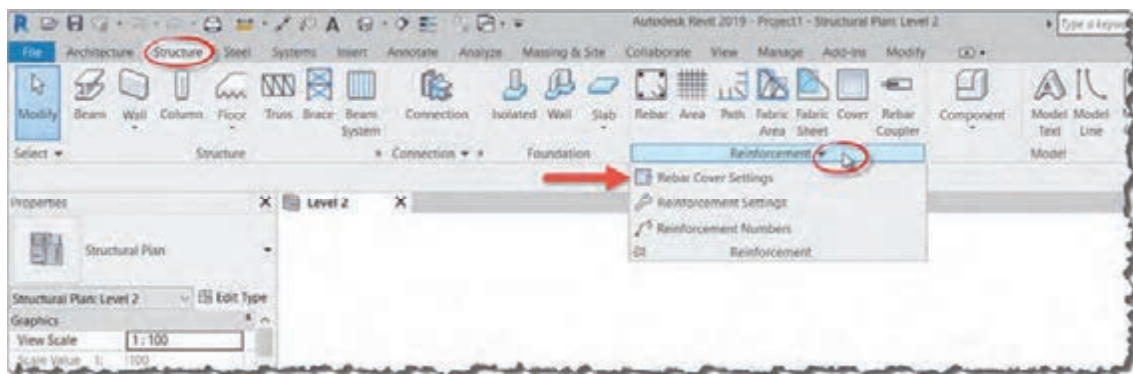 Autodesk Revit 2019 - Project1 - Structural Plan: Level 2
File Architecture Structure Steel Systems Insert Annotate Analyze Massing & Site Collaborate View Manage Add-Ins Modify
Modify Beam Wall Column Floor Truss Brace Beam System Connection Isolated Wall Slab Rebar Area Path Fabric Area Fabric Sheet Cover Rebar Coupler Component Model Text Model Line
Select Structure Connection Foundation Reinforcement Model
Rebar Cover Settings
Reinforcement Settings
Reinforcement Numbers
Reinforcement
Properties Level 2
Structural Plan
Structural Plan: Level 2 Edit Type
Graphics
View Scale 1 : 100
Scale Value 1: 100